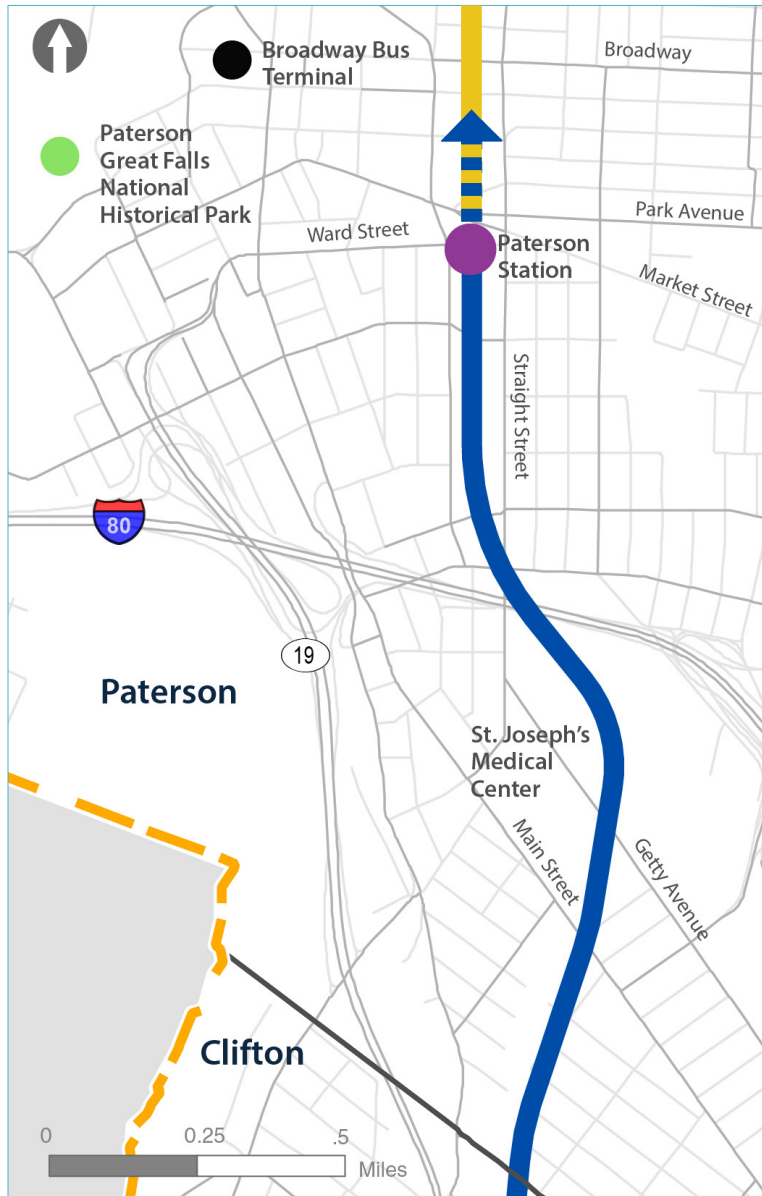 Broadway Bus
Terminal
Broadway
Paterson
Great Falls
National
Historical Park
Park Avenue
Ward Street
Paterson
Station
Market Street
Straight Street
80
19
Paterson
St. Joseph's
Medical
Center
Main Street
Getty Avenue
Clifton
0 0.25 .5
Miles